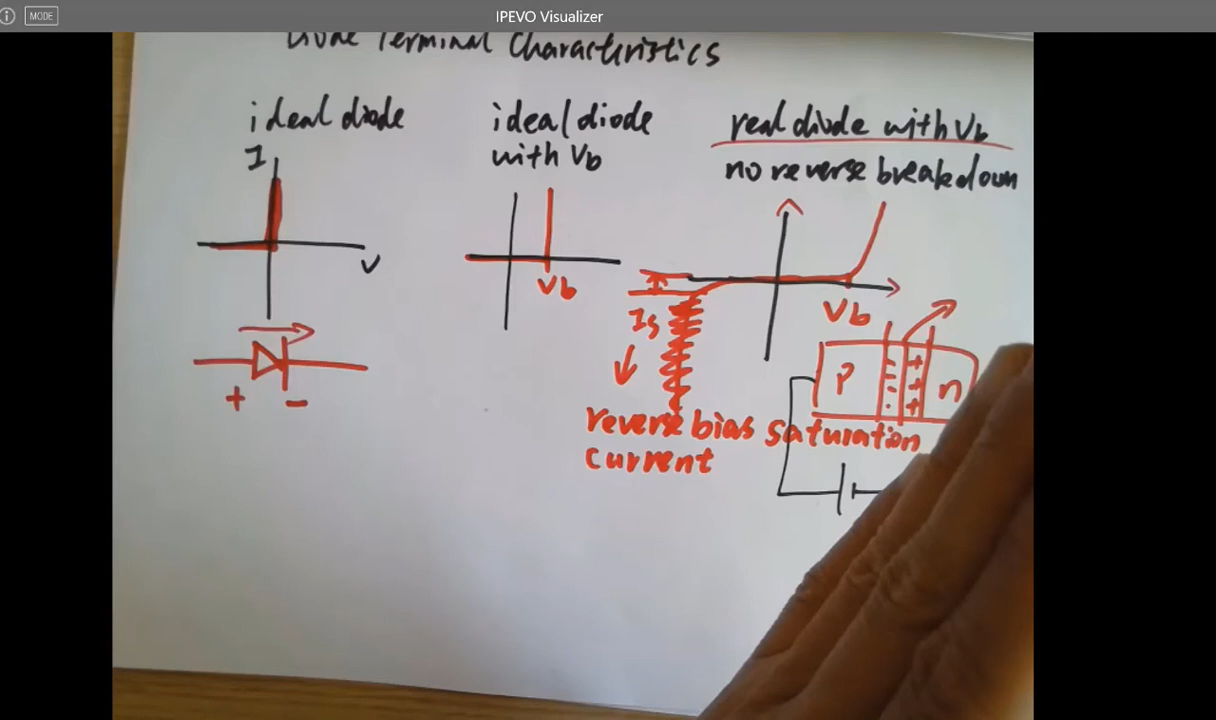 MODE
IPEVO Visualizer
Terminal Characteristics
ideal diode
I
V
+ -
ideal diode
with Vb
Vb
real diode with Vb
no reverse breakdown
Vb
Is
P
n
reverse bias saturation
current